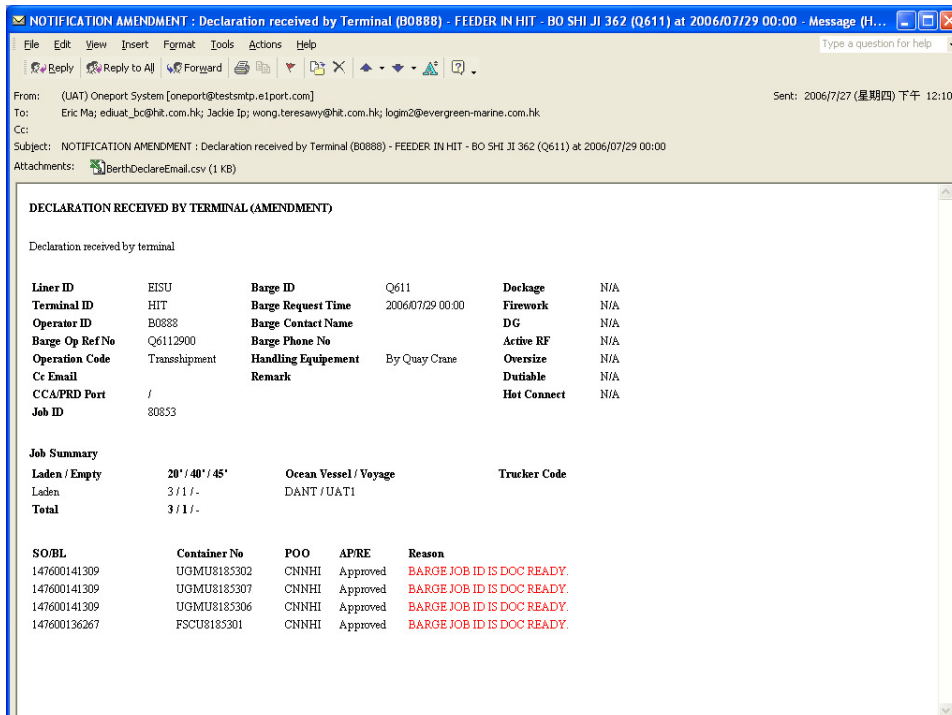 NOTIFICATION AMENDMENT : Declaration received by Terminal (B0888) - FEEDER IN HIT - BO SHI JI 362 (Q611) at 2006/07/29 00:00 - Message (H...
File Edit View Insert Format Tools Actions Help Type a question for help
Reply Reply to All Forward
From: (UAT) Oneport System [oneport@testsmtp.e1port.com] Sent: 2006/7/27 (星期四) 下午 12:10
To: Eric Ma; ediuat_bc@hit.com.hk; Jackie Ip; wong.teresawy@hit.com.hk; logim2@evergreen-marine.com.hk
Cc:
Subject: NOTIFICATION AMENDMENT : Declaration received by Terminal (B0888) - FEEDER IN HIT - BO SHI JI 362 (Q611) at 2006/07/29 00:00
Attachments: BerthDeclareEmail.csv (1 KB)
DECLARATION RECEIVED BY TERMINAL (AMENDMENT)
Declaration received by terminal
Liner ID EISU Barge ID Q611 Dockage N/A
Terminal ID HIT Barge Request Time 2006/07/29 00:00 Firework N/A
Operator ID B0888 Barge Contact Name DG N/A
Barge Op Ref No Q6112900 Barge Phone No Active RF N/A
Operation Code Transshipment Handling Equipement By Quay Crane Oversize N/A
Cc Email Remark Dutiable N/A
CCA/PRD Port / Hot Connect N/A
Job ID 80853
Job Summary
Laden / Empty 20' / 40' / 45' Ocean Vessel / Voyage Trucker Code
Laden 3 / 1 / - DANT / UAT1
Total 3 / 1 / -
SO/BL Container No POO AP/RE Reason
147600141309 UGMU8185302 CNNHI Approved BARGE JOB ID IS DOC READY.
147600141309 UGMU8185307 CNNHI Approved BARGE JOB ID IS DOC READY.
147600141309 UGMU8185306 CNNHI Approved BARGE JOB ID IS DOC READY.
147600136267 FSCU8185301 CNNHI Approved BARGE JOB ID IS DOC READY.